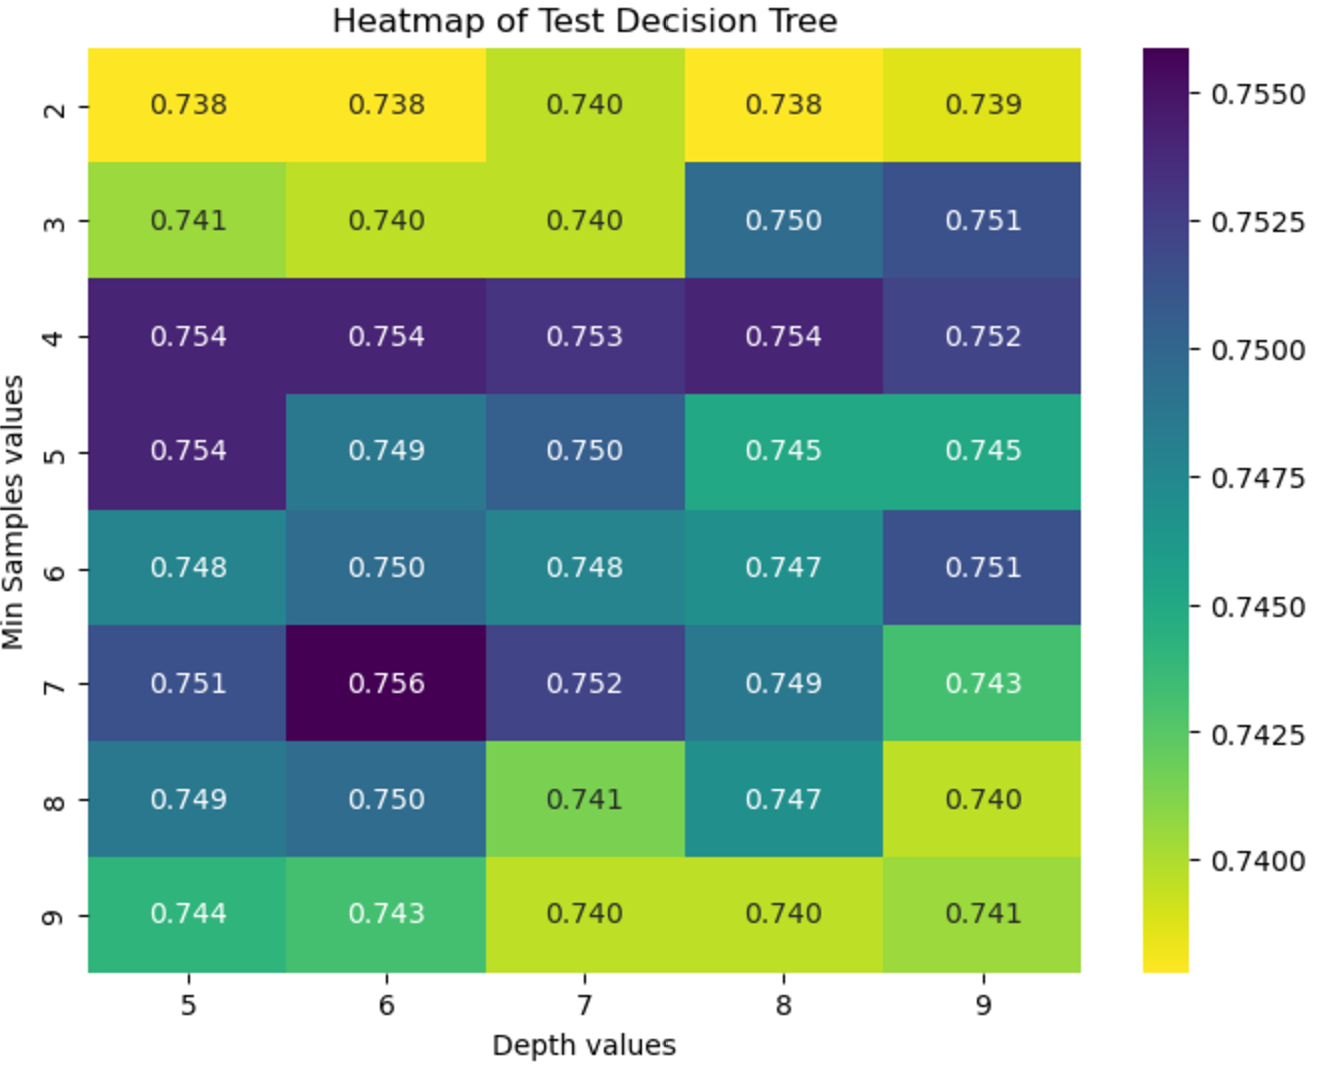 Heatmap of Test Decision Tree
2 0.738 0.738 0.740 0.738 0.739
3 0.741 0.740 0.740 0.750 0.751
4 0.754 0.754 0.753 0.754 0.752
5 0.754 0.749 0.750 0.745 0.745
6 0.748 0.750 0.748 0.747 0.751
7 0.751 0.756 0.752 0.749 0.743
8 0.749 0.750 0.741 0.747 0.740
9 0.744 0.743 0.740 0.740 0.741
5 6 7 8 9
Depth values
Min Samples values
0.7550
0.7525
0.7500
0.7475
0.7450
0.7425
0.7400